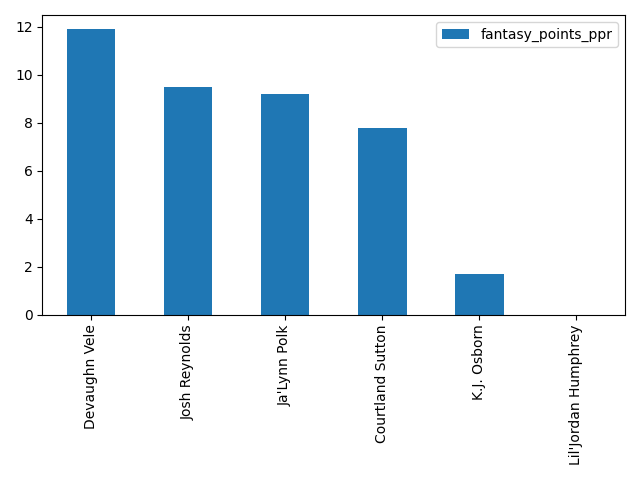 fantasy_points_ppr
12
10
8
6
4
2
0
Devaughn Vele
Josh Reynolds
Ja'Lynn Polk
Courtland Sutton
K.J. Osborn
Lil'Jordan Humphrey